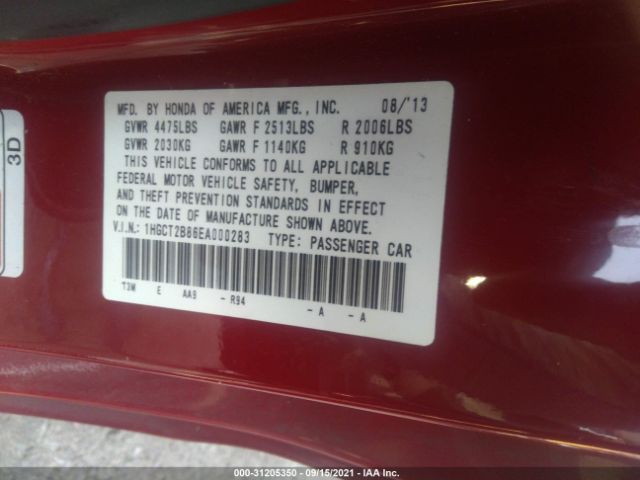 MFD. BY HONDA OF AMERICA MFG., INC. 08/'13
GVWR 4475LBS GAWR F 2513LBS R 2006LBS
GVWR 2030KG GAWR F 1140KG R 910KG
THIS VEHICLE CONFORMS TO ALL APPLICABLE
FEDERAL MOTOR VEHICLE SAFETY, BUMPER,
AND THEFT PREVENTION STANDARDS IN EFFECT
ON THE DATE OF MANUFACTURE SHOWN ABOVE.
V.I.N.: 1HGCT2B86EA000283 TYPE: PASSENGER CAR
T3W E AA9 - R94 - A - A
3D
000-31205350 - 09/15/2021 - IAA Inc.